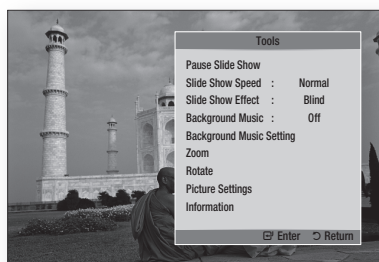 Tools
Pause Slide Show
Slide Show Speed : Normal
Slide Show Effect : Blind
Background Music : Off
Background Music Setting
Zoom
Rotate
Picture Settings
Information
Enter Return